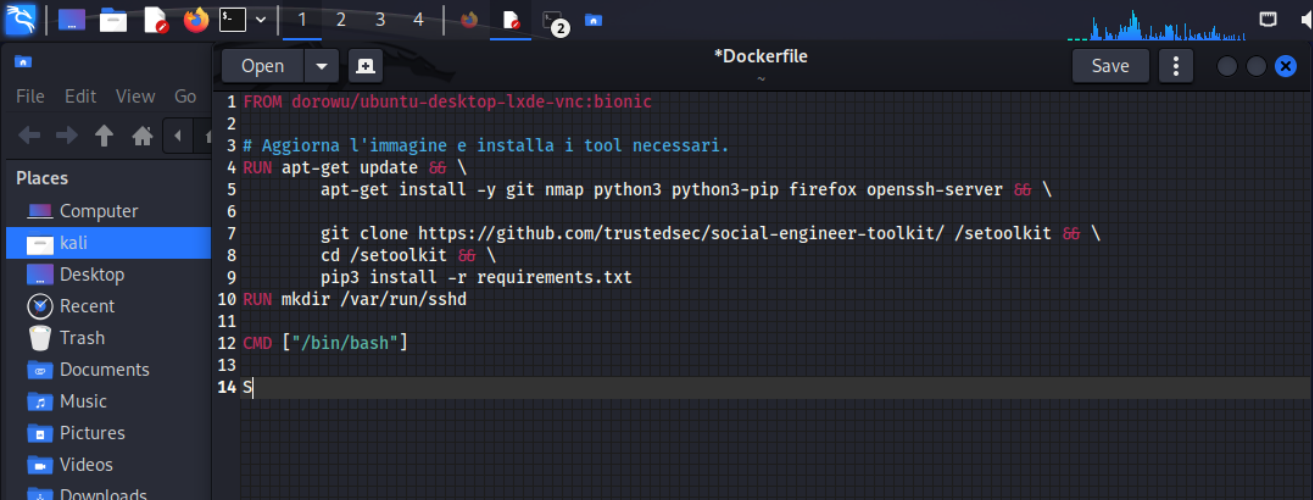 1 2 3 4
2
File Edit View Go
Places
Computer
kali
Desktop
Recent
Trash
Documents
Music
Pictures
Videos
Downloads
Open
*Dockerfile
~
Save
1 FROM dorowu/ubuntu-desktop-lxde-vnc:bionic
2
3 # Aggiorna l'immagine e installa i tool necessari.
4 RUN apt-get update && \
5 apt-get install -y git nmap python3 python3-pip firefox openssh-server && \
6
7 git clone https://github.com/trustedsec/social-engineer-toolkit/ /setoolkit && \
8 cd /setoolkit && \
9 pip3 install -r requirements.txt
10 RUN mkdir /var/run/sshd
11
12 CMD ["/bin/bash"]
13
14 S